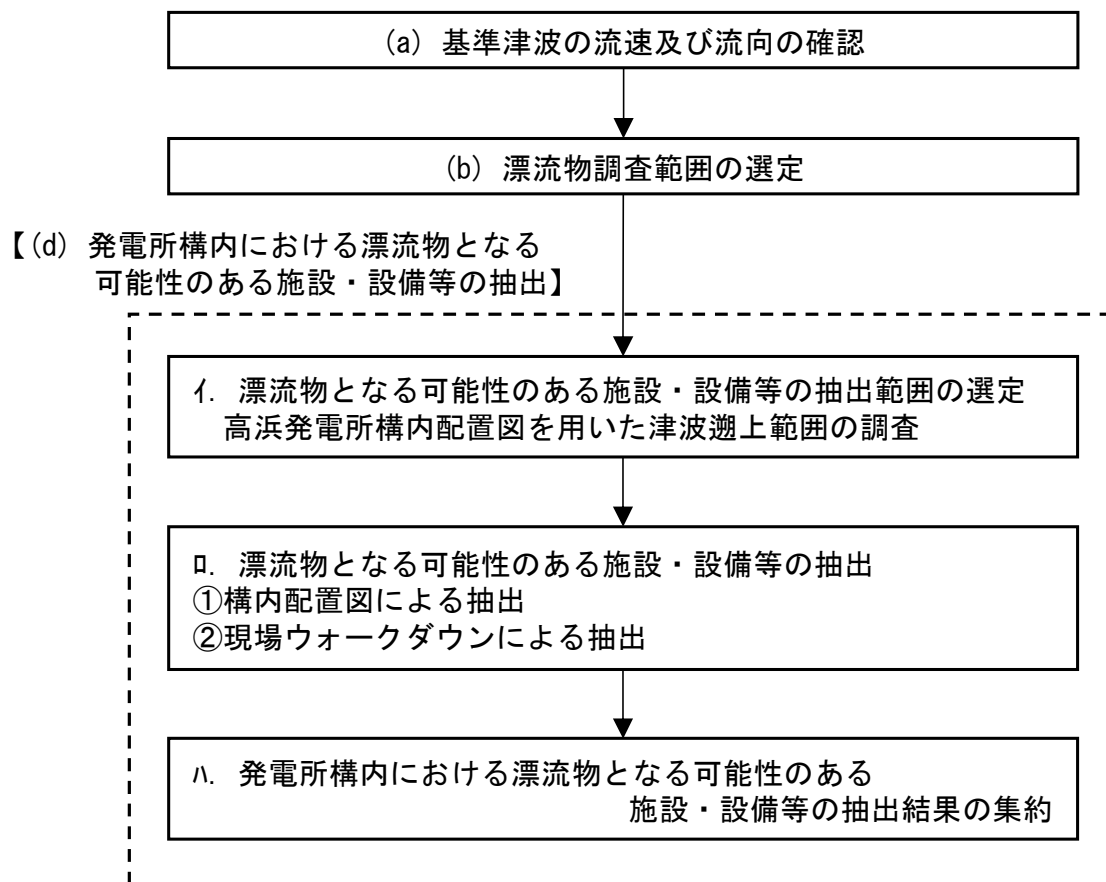 (a) 基準津波の流速及び流向の確認
(b) 漂流物調査範囲の選定
【(d) 発電所構内における漂流物となる
可能性のある施設・設備等の抽出】
ｲ. 漂流物となる可能性のある施設・設備等の抽出範囲の選定
高浜発電所構内配置図を用いた津波遡上範囲の調査
ﾛ. 漂流物となる可能性のある施設・設備等の抽出
①構内配置図による抽出
②現場ウォークダウンによる抽出
ﾊ. 発電所構内における漂流物となる可能性のある
施設・設備等の抽出結果の集約